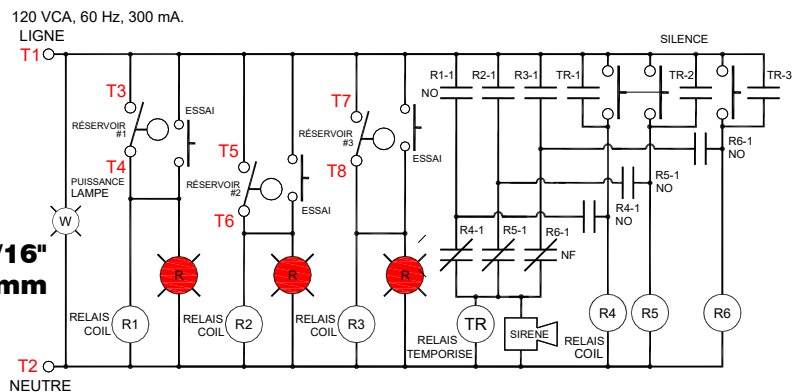 120 VCA, 60 Hz, 300 mA.
LIGNE
T1
SILENCE
T3
ESSAI
RÉSERVOIR
#1
T4
T5
RÉSERVOIR
#2
T6
ESSAI
T7
RÉSERVOIR
#3
T8
ESSAI
R1-1
NO
R2-1
R3-1
TR-1
TR-2
TR-3
R6-1
NO
R5-1
NO
R4-1
NO
PUISSANCE
LAMPE
W
R
R
R
R4-1
R5-1
R6-1
NF
/16"
mm
RELAIS
COIL
R1
RELAIS
COIL
R2
RELAIS
COIL
R3
TR
RELAIS
TEMPORISE
SIRENE
RELAIS
COIL
R4
R5
R6
T2
NEUTRE